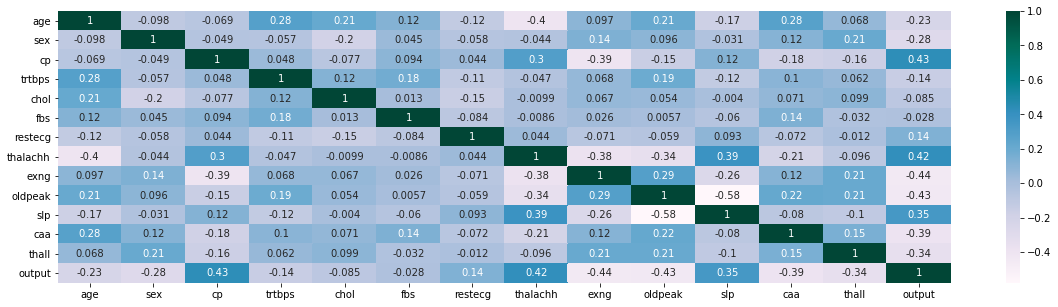 age 1 -0.098 -0.069 0.28 0.21 0.12 -0.12 -0.4 0.097 0.21 -0.17 0.28 0.068 -0.23
sex -0.098 1 -0.049 -0.057 -0.2 0.045 -0.058 -0.044 0.14 0.096 -0.031 0.12 0.21 -0.28
cp -0.069 -0.049 1 0.048 -0.077 0.094 0.044 0.3 -0.39 -0.15 0.12 -0.18 -0.16 0.43
trtbps 0.28 -0.057 0.048 1 0.12 0.18 -0.11 -0.047 0.068 0.19 -0.12 0.1 0.062 -0.14
chol 0.21 -0.2 -0.077 0.12 1 0.013 -0.15 -0.0099 0.067 0.054 -0.004 0.071 0.099 -0.085
fbs 0.12 0.045 0.094 0.18 0.013 1 -0.084 -0.0086 0.026 0.0057 -0.06 0.14 -0.032 -0.028
restecg -0.12 -0.058 0.044 -0.11 -0.15 -0.084 1 0.044 -0.071 -0.059 0.093 -0.072 -0.012 0.14
thalachh -0.4 -0.044 0.3 -0.047 -0.0099 -0.0086 0.044 1 -0.38 -0.34 0.39 -0.21 -0.096 0.42
exng 0.097 0.14 -0.39 0.068 0.067 0.026 -0.071 -0.38 1 0.29 -0.26 0.12 0.21 -0.44
oldpeak 0.21 0.096 -0.15 0.19 0.054 0.0057 -0.059 -0.34 0.29 1 -0.58 0.22 0.21 -0.43
slp -0.17 -0.031 0.12 -0.12 -0.004 -0.06 0.093 0.39 -0.26 -0.58 1 -0.08 -0.1 0.35
caa 0.28 0.12 -0.18 0.1 0.071 0.14 -0.072 -0.21 0.12 0.22 -0.08 1 0.15 -0.39
thall 0.068 0.21 -0.16 0.062 0.099 -0.032 -0.012 -0.096 0.21 0.21 -0.1 0.15 1 -0.34
output -0.23 -0.28 0.43 -0.14 -0.085 -0.028 0.14 0.42 -0.44 -0.43 0.35 -0.39 -0.34 1
age sex cp trtbps chol fbs restecg thalachh exng oldpeak slp caa thall output
1.0
0.8
0.6
0.4
0.2
0.0
−0.2
−0.4